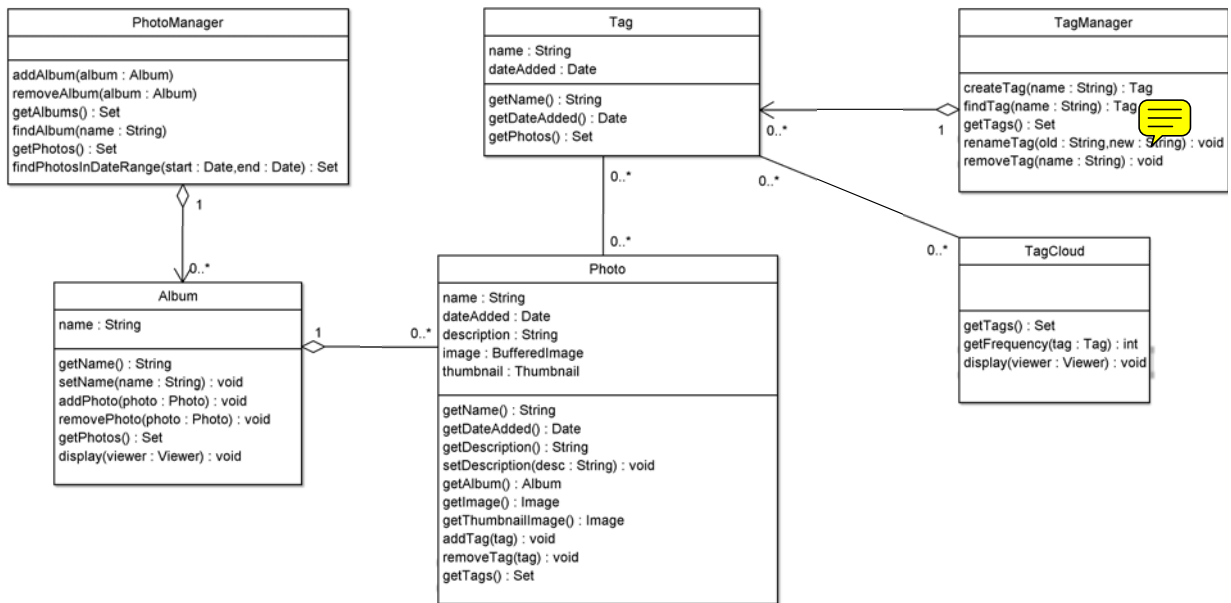 PhotoManager
addAlbum(album : Album)
removeAlbum(album : Album)
getAlbums() : Set
findAlbum(name : String)
getPhotos() : Set
findPhotosInDateRange(start : Date,end : Date) : Set
1
0..*
Album
name : String
getName() : String
setName(name : String) : void
addPhoto(photo : Photo) : void
removePhoto(photo : Photo) : void
getPhotos() : Set
display(viewer : Viewer) : void
1
0..*
Tag
name : String
dateAdded : Date
getName() : String
getDateAdded() : Date
getPhotos() : Set
0..*
0..*
0..*
0..*
Photo
name : String
dateAdded : Date
description : String
image : BufferedImage
thumbnail : Thumbnail
getName() : String
getDateAdded() : Date
getDescription() : String
setDescription(desc : String) : void
getAlbum() : Album
getImage() : Image
getThumbnailImage() : Image
addTag(tag) : void
removeTag(tag) : void
getTags() : Set
TagManager
createTag(name : String) : Tag
findTag(name : String) : Tag
getTags() : Set
renameTag(old : String,new : String) : void
removeTag(name : String) : void
1
0..*
TagCloud
getTags() : Set
getFrequency(tag : Tag) : int
display(viewer : Viewer) : void